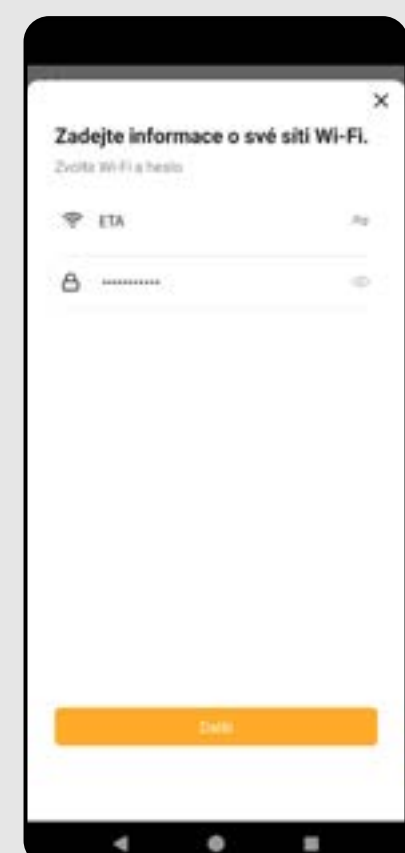 Zadejte informace o své síti Wi-Fi.
Zvolte Wi-Fi a heslo
ETA
Další